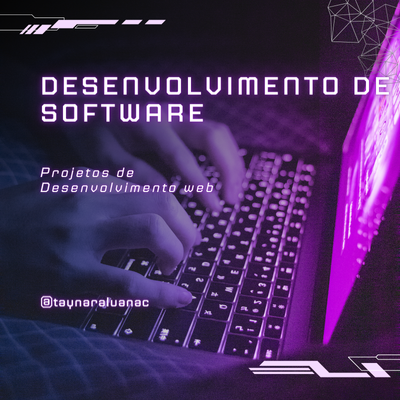 DESENVOLVIMENTO DE
SOFTWARE
Projetos de
Desenvolvimento web
@taynaraluanac